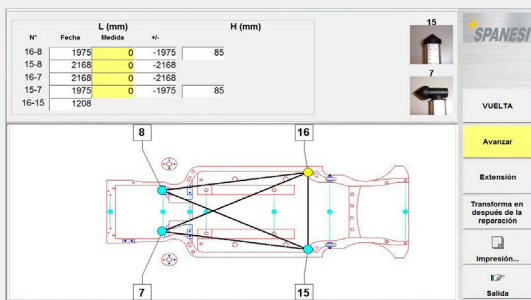 L (mm) H (mm)
N° Fecha Medida +/-
16-8 1975 0 -1975 85
15-8 2168 0 -2168
16-7 2168 0 -2168
15-7 1975 0 -1975 85
16-15 1208
15
7
SPANESI
VUELTA
Avanzar
Extensión
Transforma en
después de la
reparación
Impresión...
Salida
8 16
7 15